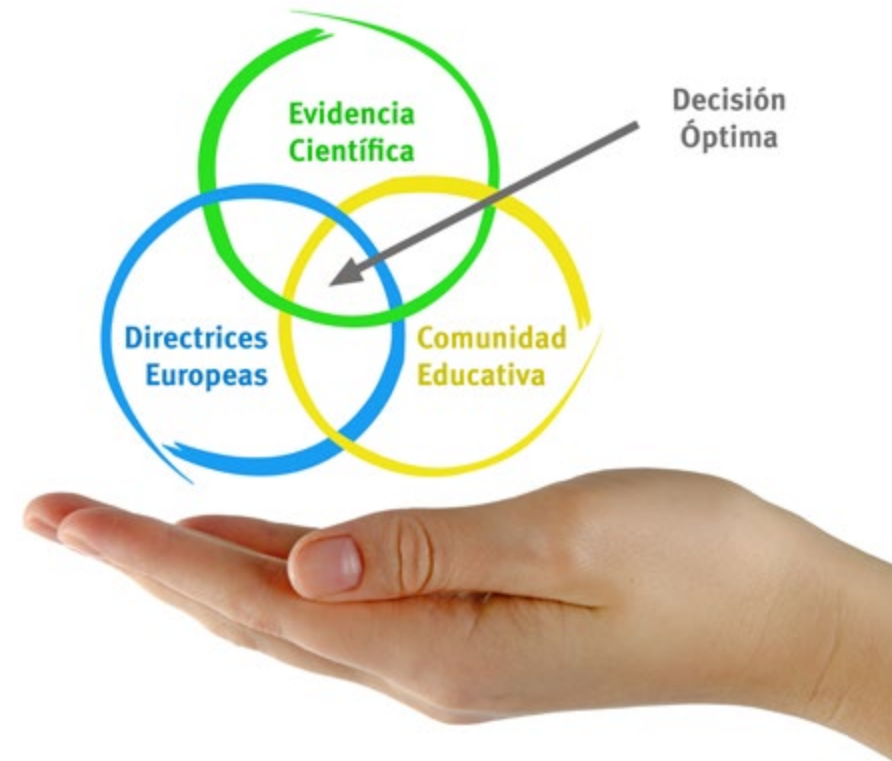 Evidencia
Científica
Decisión
Óptima
Directrices
Europeas
Comunidad
Educativa